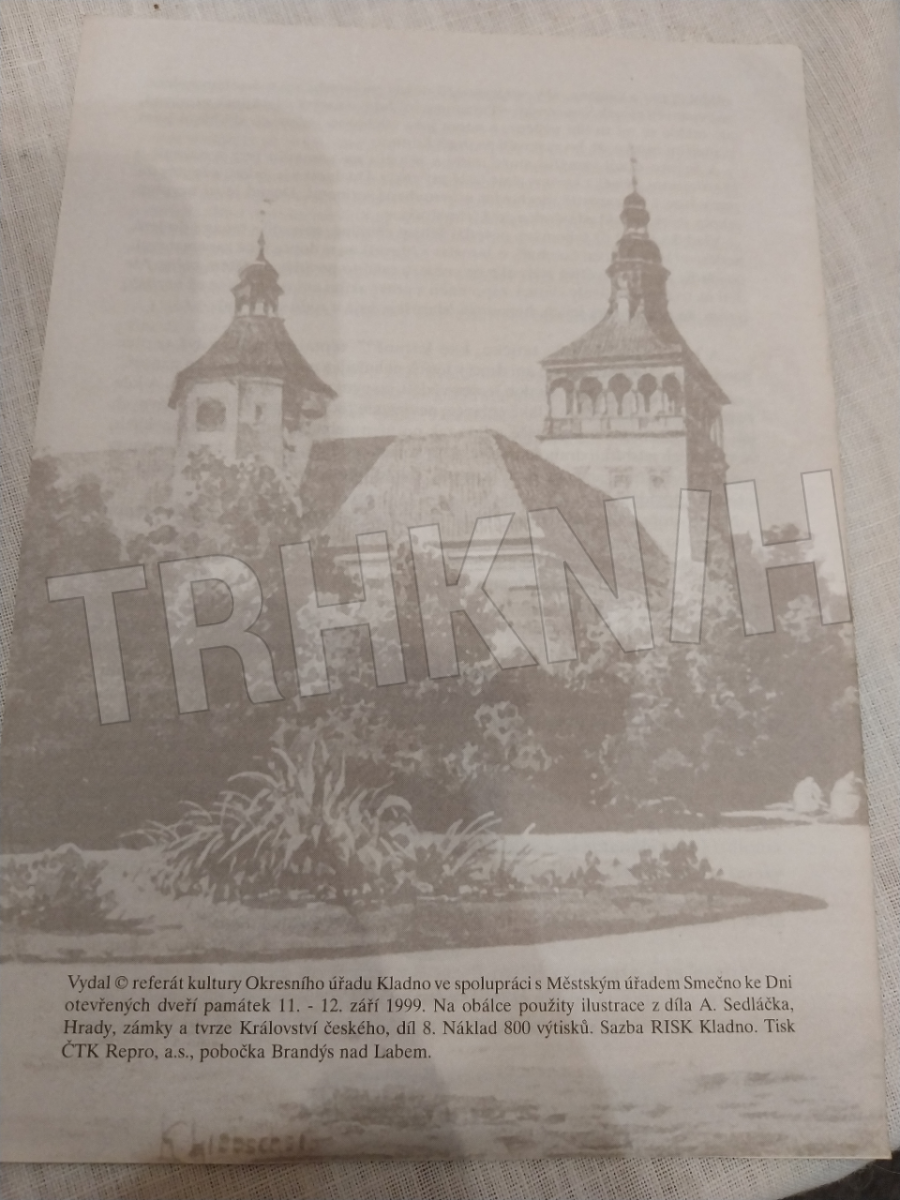 TRHKNIH
Vydal © referát kultury Okresního úřadu Kladno ve spolupráci s Městským úřadem Smečno ke Dni
otevřených dveří památek 11. - 12. září 1999. Na obálce použity ilustrace z díla A. Sedláčka,
Hrady, zámky a tvrze Království českého, díl 8. Náklad 800 výtisků. Sazba RISK Kladno. Tisk
ČTK Repro, a.s., pobočka Brandýs nad Labem.